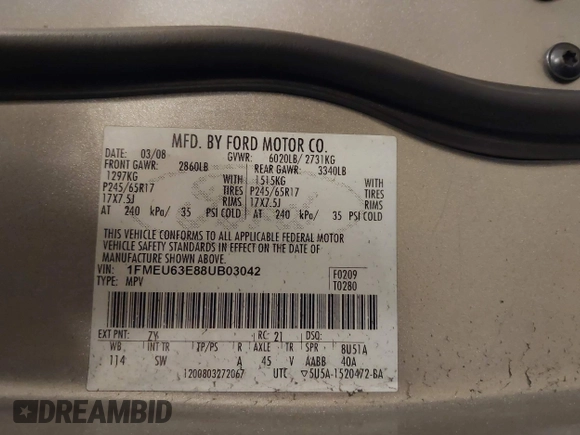 MFD. BY FORD MOTOR CO.
DATE: 03/08 GVWR: 6020LB/ 2731KG
FRONT GAWR: 2860LB REAR GAWR: 3340LB
1297KG WITH 1515KG WITH
P245/65R17 TIRES P245/65R17 TIRES
17X7.5J RIMS 17X7.5J RIMS
AT 240 kPa/ 35 PSI COLD AT 240 kPa/ 35 PSI COLD
THIS VEHICLE CONFORMS TO ALL APPLICABLE FEDERAL MOTOR
VEHICLE SAFETY STANDARDS IN EFFECT ON THE DATE OF
MANUFACTURE SHOWN ABOVE.
VIN: 1FMEU63E88UB03042 F0209
TYPE: MPV T0280
EXT PNT: ZY RC: 21 DSO:
WB INT TR TP/PS R AXLE TR SPR 8U51A
114 SW A 45 V AABB 40A
1200803272067 UTC ▽5U5A-1520472-BA
DREAMBID